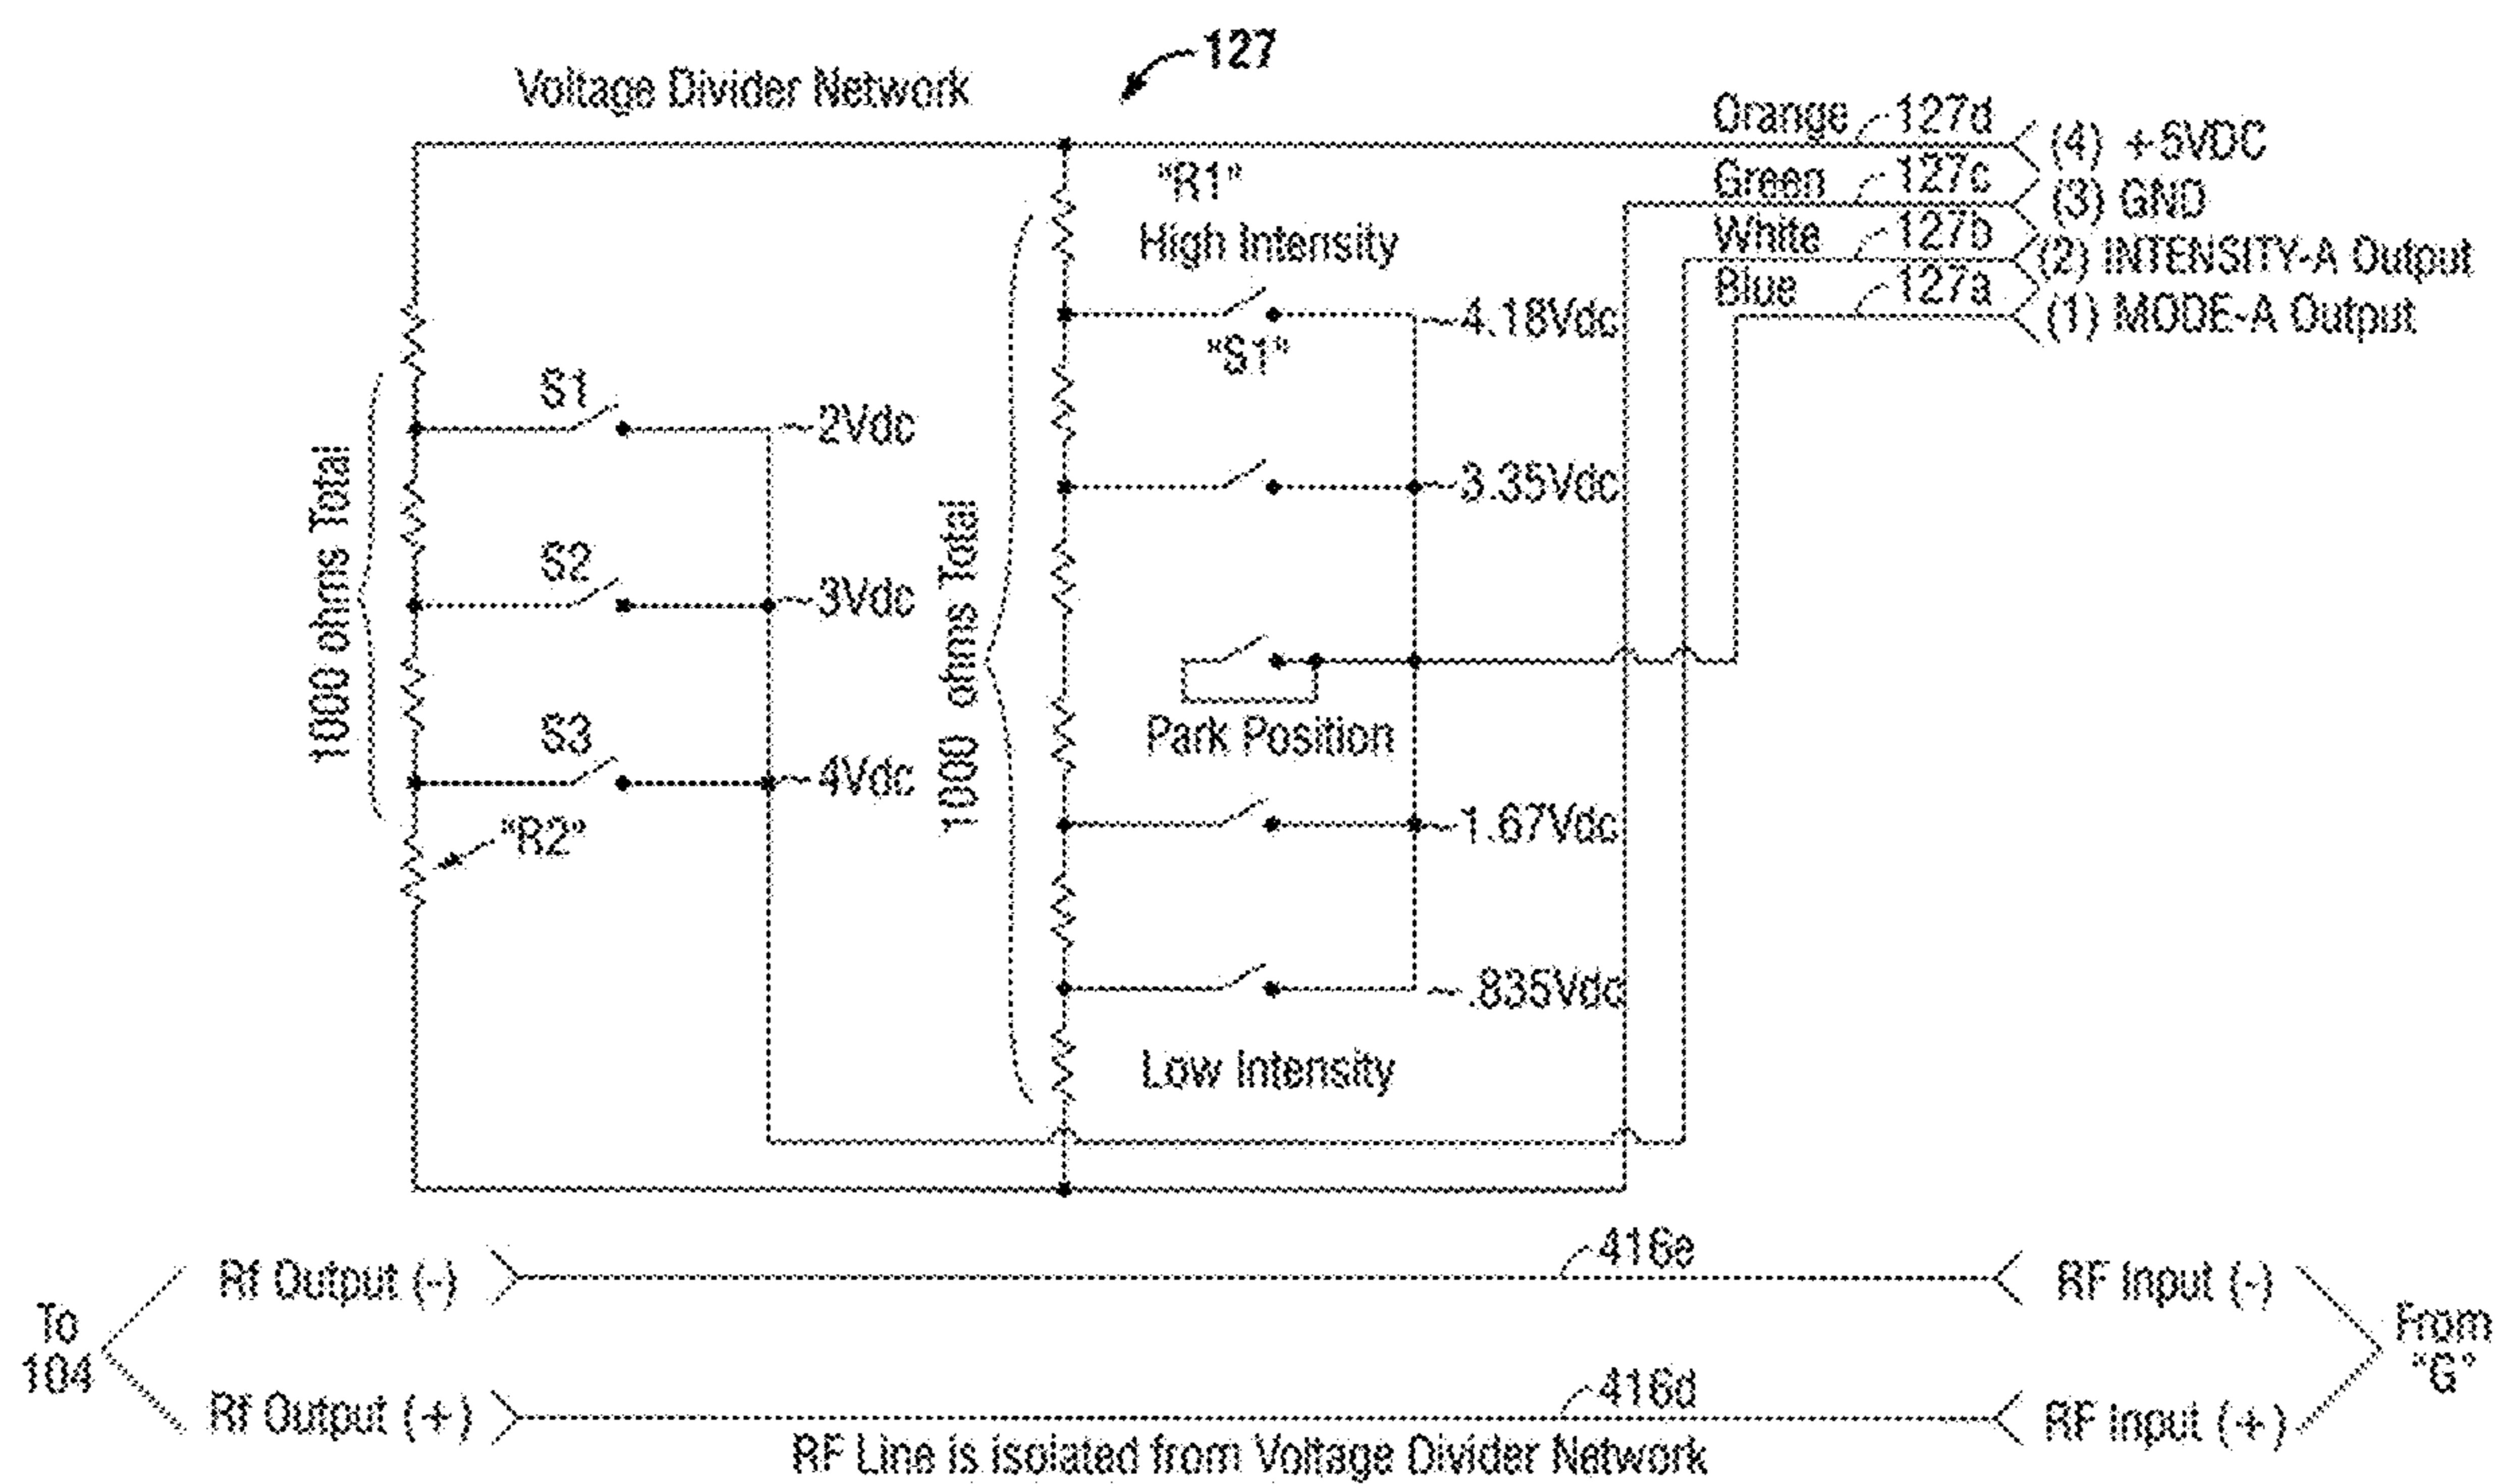 127
Voltage Divider Network
Orange 127d (4) +5VDC
"R1"
Green 127c (3) GND
High Intensity
White 127b (2) INTENSITY-A Output
Blue 127a (1) MODE-A Output
4.18Vdc
"S1"
S1
2Vdc
3.35Vdc
1000 ohms Total
S2
3Vdc
1000 ohms Total
S3
Park Position
4Vdc
"R2"
1.67Vdc
.835Vdc
Low Intensity
416e
Rf Output (-)
RF Input (-)
To
104
From
"G"
416d
Rf Output (+)
RF Input (+)
RF Line is isolated from Voltage Divider Network